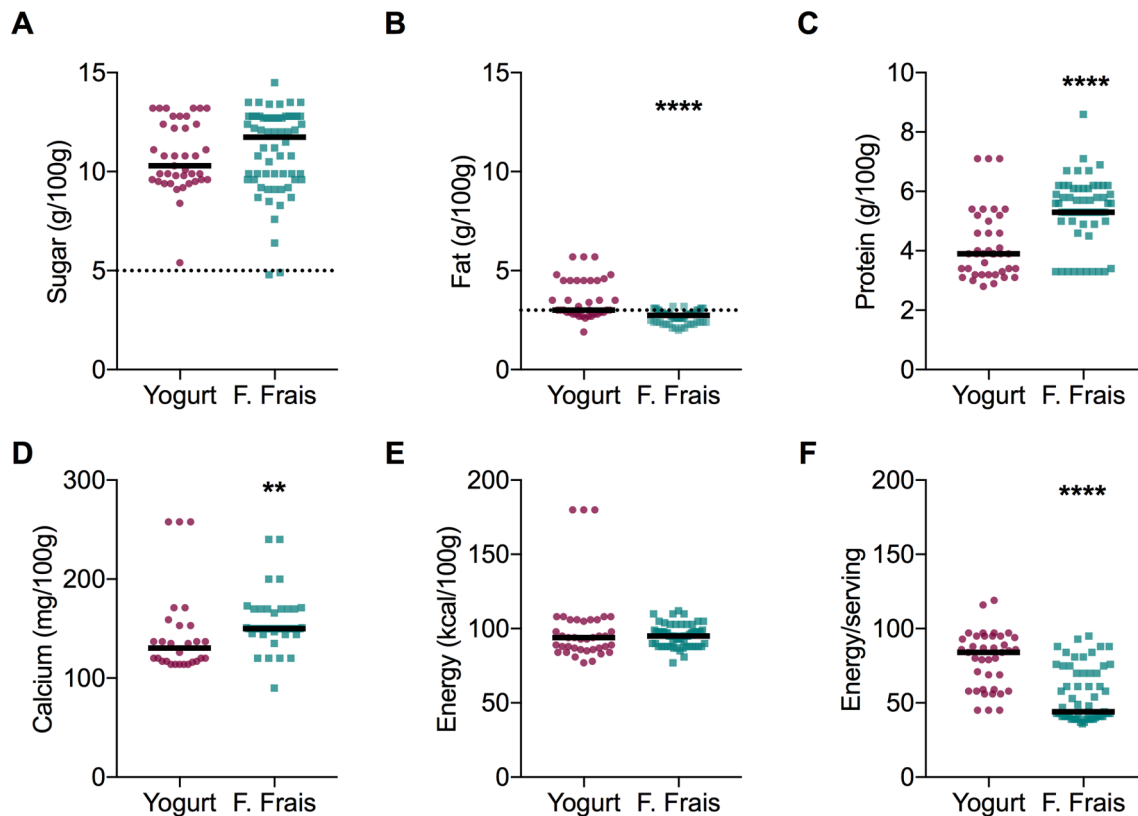 A
Sugar (g/100g)
15
10
5
0
Yogurt F. Frais
B
Fat (g/100g)
15
10
5
0
****
Yogurt F. Frais
C
Protein (g/100g)
10
8
6
4
2
0
****
Yogurt F. Frais
D
Calcium (mg/100g)
300
200
100
0
**
Yogurt F. Frais
E
Energy (kcal/100g)
200
150
100
50
0
Yogurt F. Frais
F
Energy/serving
200
150
100
50
0
****
Yogurt F. Frais